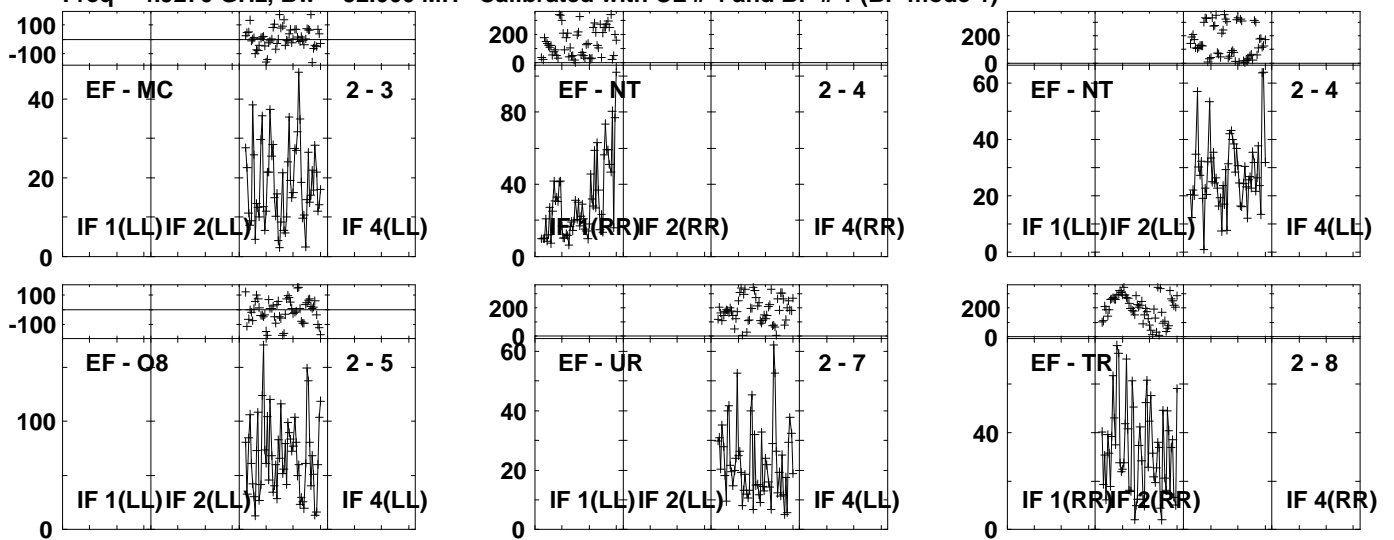 100
-100
EF - MC
2 - 3
40
20
0
IF 1(LL) IF 2(LL) IF 4(LL)
200
0
EF - NT
2 - 4
80
40
0
IF 2(RR) IF 4(RR)
200
0
EF - NT
2 - 4
60
40
20
0
IF 1(LL) IF 2(LL) IF 4(LL)
100
-100
EF - O8
2 - 5
100
0
IF 1(LL) IF 2(LL) IF 4(LL)
200
0
EF - UR
2 - 7
60
40
20
0
IF 1(LL) IF 2(LL) IF 4(LL)
200
0
EF - TR
2 - 8
40
0
IF 1(RR) IF 2(RR) IF 4(RR)